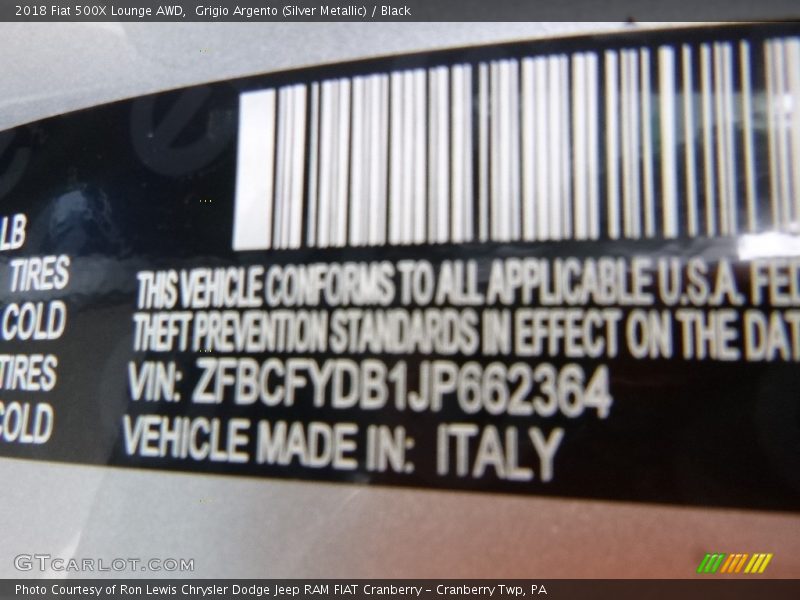 2018 Fiat 500X Lounge AWD,  Grigio Argento (Silver Metallic) / Black
LB
TIRES
COLD
TIRES
COLD
THIS VEHICLE CONFORMS TO ALL APPLICABLE U.S.A. FED
THEFT PREVENTION STANDARDS IN EFFECT ON THE DAT
VIN: ZFBCFYDB1JP662364
VEHICLE MADE IN: ITALY
GTCARLOT.COM
Photo Courtesy of Ron Lewis Chrysler Dodge Jeep RAM FIAT Cranberry – Cranberry Twp, PA